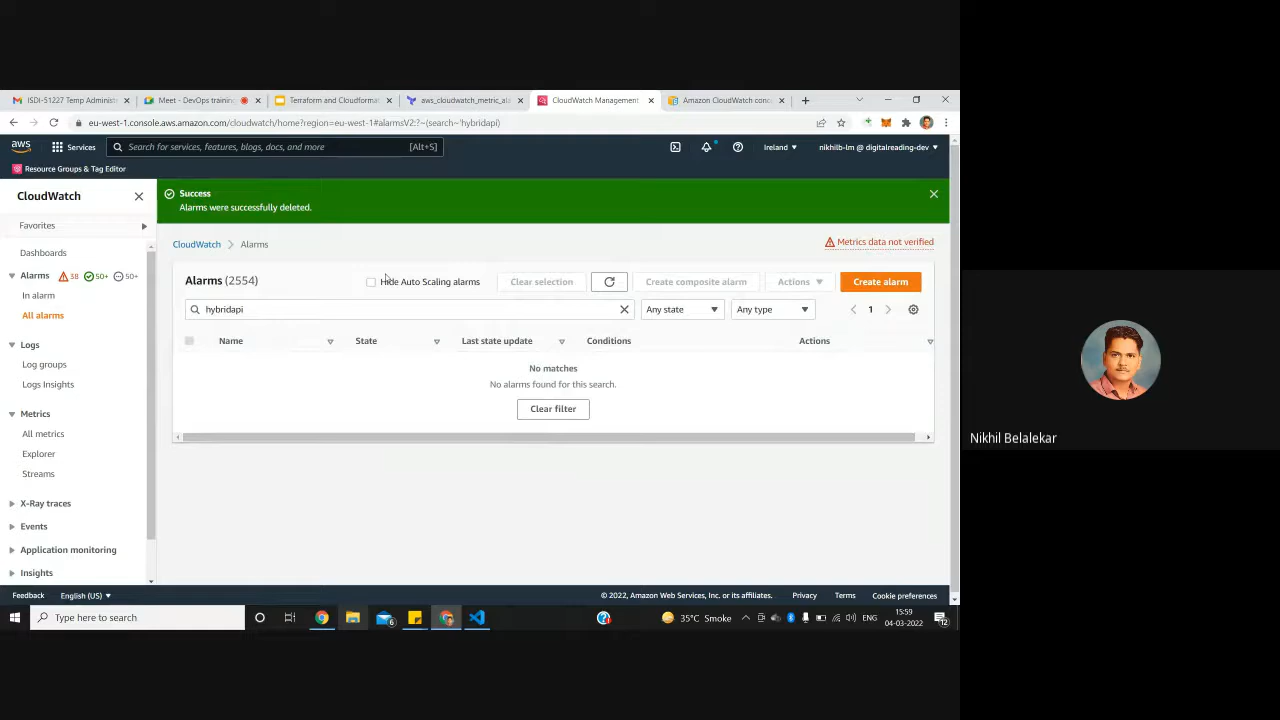 ISDI-51227 Temp Administ
Meet - DevOps training
Terraform and Cloudformat
aws_cloudwatch_metric_ala
CloudWatch Management
Amazon CloudWatch conc
eu-west-1.console.aws.amazon.com/cloudwatch/home?region=eu-west-1#alarmsV2:?~(search~'hybridapi)
aws
Services
Search for services, features, blogs, docs, and more
[Alt+S]
Ireland
nikhilb-lm @ digitalreading-dev
Resource Groups & Tag Editor
CloudWatch
Favorites
Dashboards
Alarms 38 50+ 50+
In alarm
All alarms
Logs
Log groups
Logs Insights
Metrics
All metrics
Explorer
Streams
X-Ray traces
Events
Application monitoring
Insights
Success
Alarms were successfully deleted.
CloudWatch > Alarms
Metrics data not verified
Alarms (2554)
Hide Auto Scaling alarms
Clear selection
Create composite alarm
Actions
Create alarm
hybridapi
Any state
Any type
1
Name
State
Last state update
Conditions
Actions
No matches
No alarms found for this search.
Clear filter
Feedback
English (US)
© 2022, Amazon Web Services, Inc. or its affiliates.
Privacy
Terms
Cookie preferences
Type here to search
6
35°C Smoke
ENG
15:59
04-03-2022
12
Nikhil Belalekar